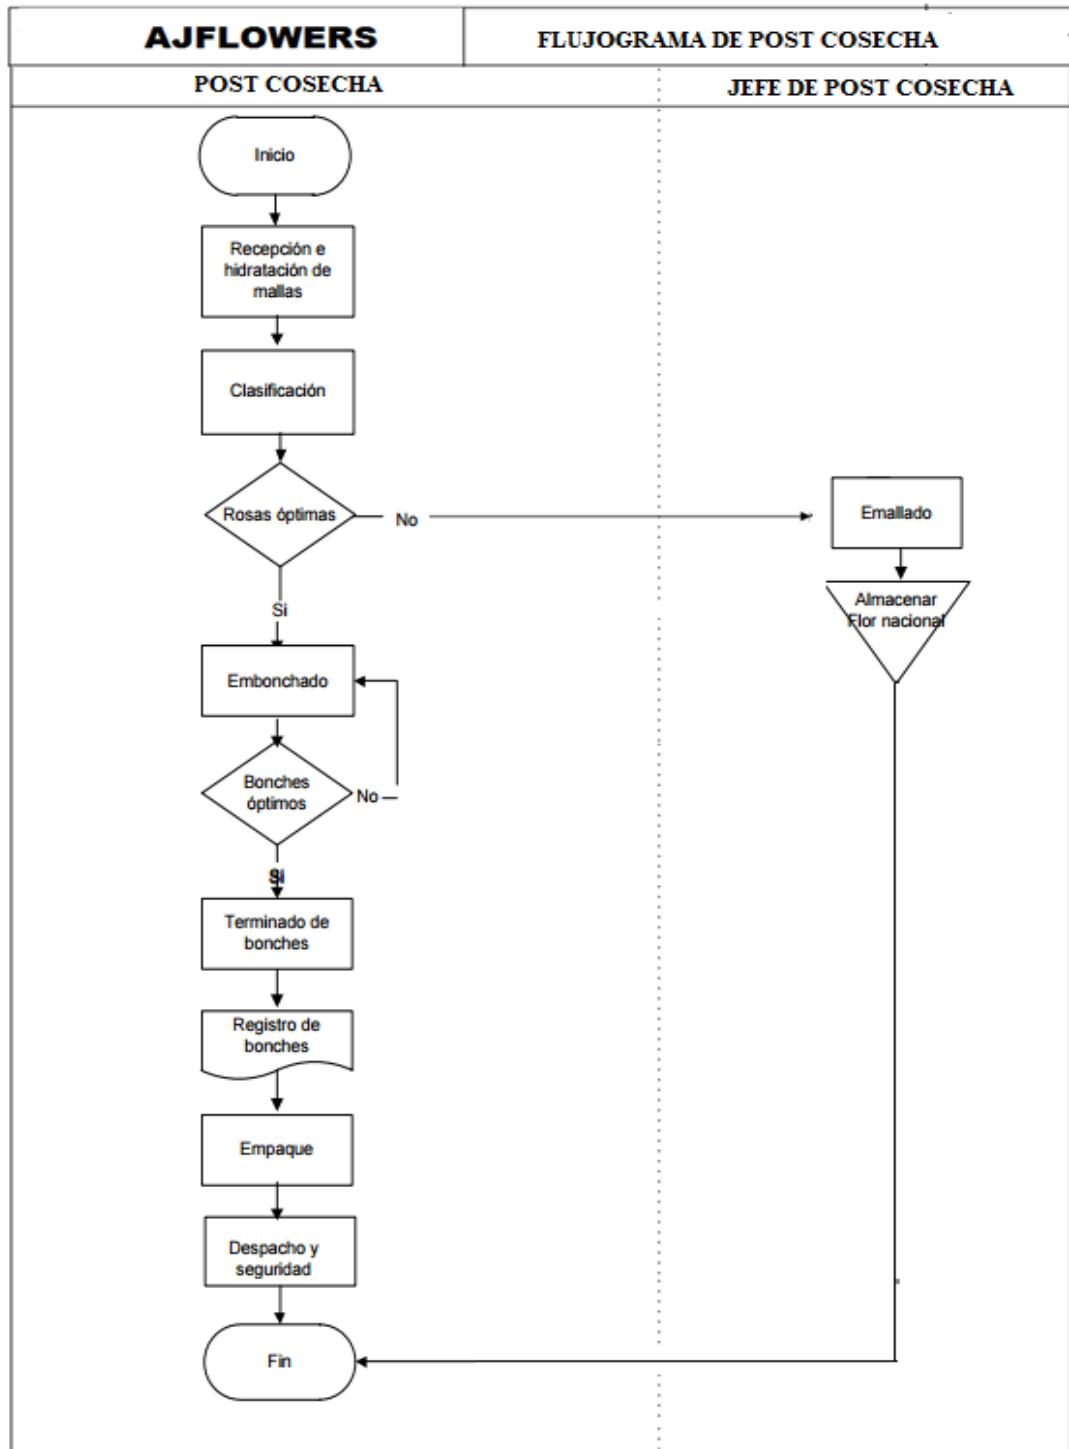 AJFLOWERS
FLUJOGRAMA DE POST COSECHA
POST COSECHA
JEFE DE POST COSECHA
Inicio
Recepción e
hidratación de
mallas
Clasificación
Rosas óptimas
No
Emallado
Almacenar
Flor nacional
Si
Embonchado
Bonches
óptimos
No
Si
Terminado de
bonches
Registro de
bonches
Empaque
Despacho y
seguridad
Fin